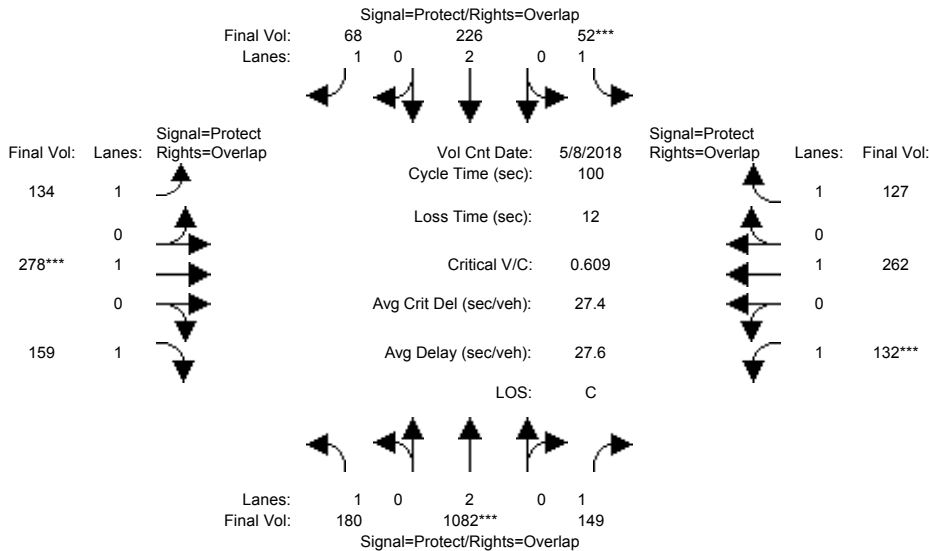 Signal=Protect/Rights=Overlap
Final Vol: 68 226 52***
Lanes: 1 0 2 0 1
Signal=Protect Signal=Protect
Final Vol: Lanes: Rights=Overlap Vol Cnt Date: 5/8/2018 Rights=Overlap Lanes: Final Vol:
Cycle Time (sec): 100
134 1 1 127
Loss Time (sec): 12
0 0
278*** 1 Critical V/C: 0.609 1 262
0 Avg Crit Del (sec/veh): 27.4 0
159 1 Avg Delay (sec/veh): 27.6 1 132***
LOS: C
Lanes: 1 0 2 0 1
Final Vol: 180 1082*** 149
Signal=Protect/Rights=Overlap